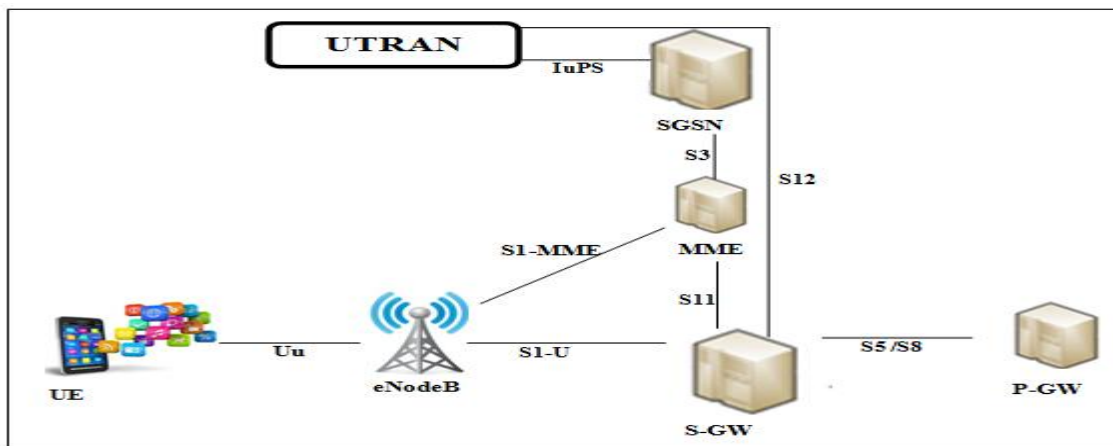 UTRAN
IuPS
SGSN
S3
S12
S1-MME
MME
S11
Uu
S1-U
S5 /S8
UE
eNodeB
S-GW
P-GW